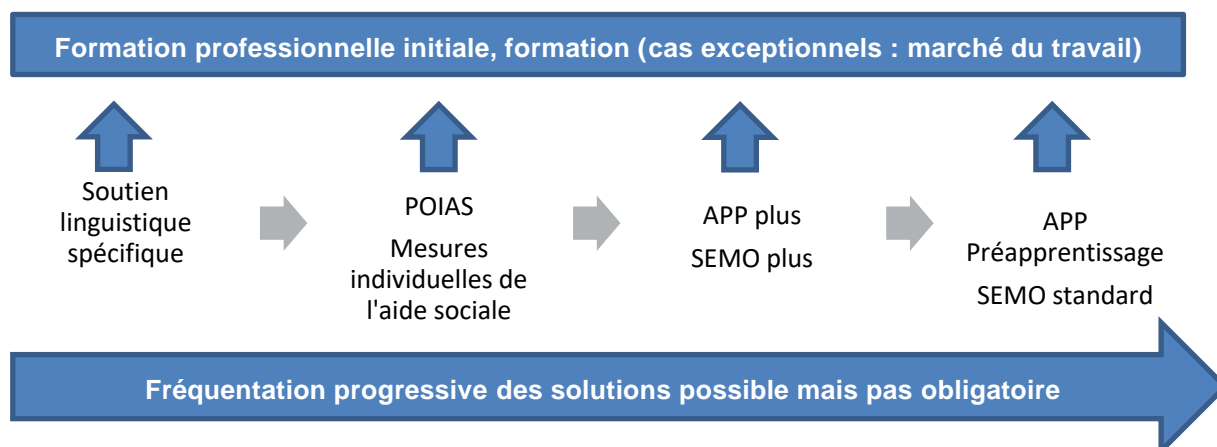 Formation professionnelle initiale, formation (cas exceptionnels : marché du travail)
Soutien
linguistique
spécifique
POIAS
Mesures
individuelles de
l'aide sociale
APP plus
SEMO plus
APP
Préapprentissage
SEMO standard
Fréquentation progressive des solutions possible mais pas obligatoire